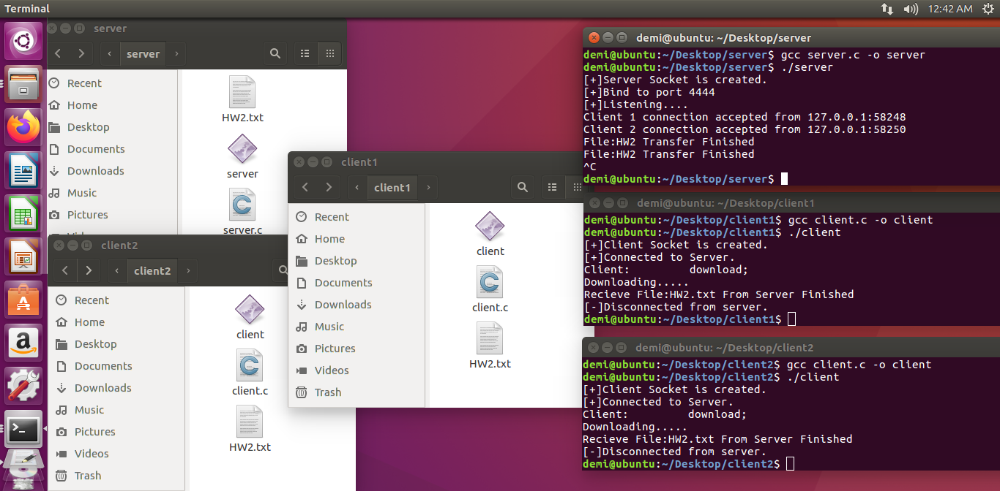 Terminal
12:42 AM
server
server
Recent
Home
Desktop
Documents
Downloads
Music
Pictures
HW2.txt
server
server.c
client2
client2
Recent
Home
Desktop
Documents
Downloads
Music
Pictures
Videos
Trash
client
client.c
HW2.txt
client1
client1
Recent
Home
Desktop
Documents
Downloads
Music
Pictures
Videos
Trash
client
client.c
HW2.txt
demi@ubuntu: ~/Desktop/server
demi@ubuntu:~/Desktop/server$ gcc server.c -o server
demi@ubuntu:~/Desktop/server$ ./server
[+]Server Socket is created.
[+]Bind to port 4444
[+]Listening....
Client 1 connection accepted from 127.0.0.1:58248
Client 2 connection accepted from 127.0.0.1:58250
File:HW2 Transfer Finished
File:HW2 Transfer Finished
^C
demi@ubuntu:~/Desktop/server$
demi@ubuntu: ~/Desktop/client1
demi@ubuntu:~/Desktop/client1$ gcc client.c -o client
demi@ubuntu:~/Desktop/client1$ ./client
[+]Client Socket is created.
[+]Connected to Server.
Client:         download;
Downloading.....
Recieve File:HW2.txt From Server Finished
[-]Disconnected from server.
demi@ubuntu:~/Desktop/client1$
demi@ubuntu: ~/Desktop/client2
demi@ubuntu:~/Desktop/client2$ gcc client.c -o client
demi@ubuntu:~/Desktop/client2$ ./client
[+]Client Socket is created.
[+]Connected to Server.
Client:         download;
Downloading.....
Recieve File:HW2.txt From Server Finished
[-]Disconnected from server.
demi@ubuntu:~/Desktop/client2$